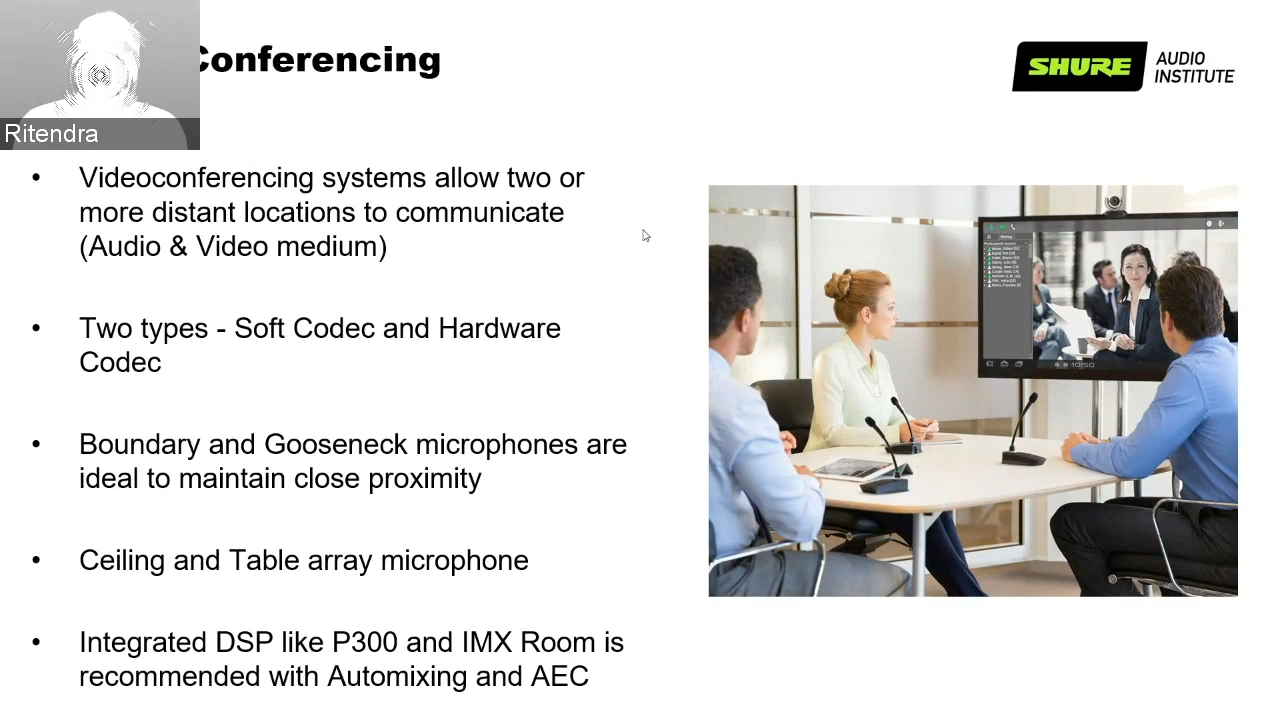 Conferencing
SHURE AUDIO
INSTITUTE
Ritendra
• Videoconferencing systems allow two or
more distant locations to communicate
(Audio & Video medium)
• Two types - Soft Codec and Hardware
Codec
• Boundary and Gooseneck microphones are
ideal to maintain close proximity
• Ceiling and Table array microphone
• Integrated DSP like P300 and IMX Room is
recommended with Automixing and AEC
10:50